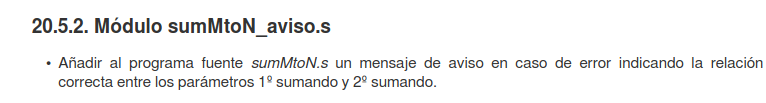 20.5.2. Módulo sumMtoN_aviso.s
• Añadir al programa fuente sumMtoN.s un mensaje de aviso en caso de error indicando la relación
correcta entre los parámetros 1º sumando y 2º sumando.